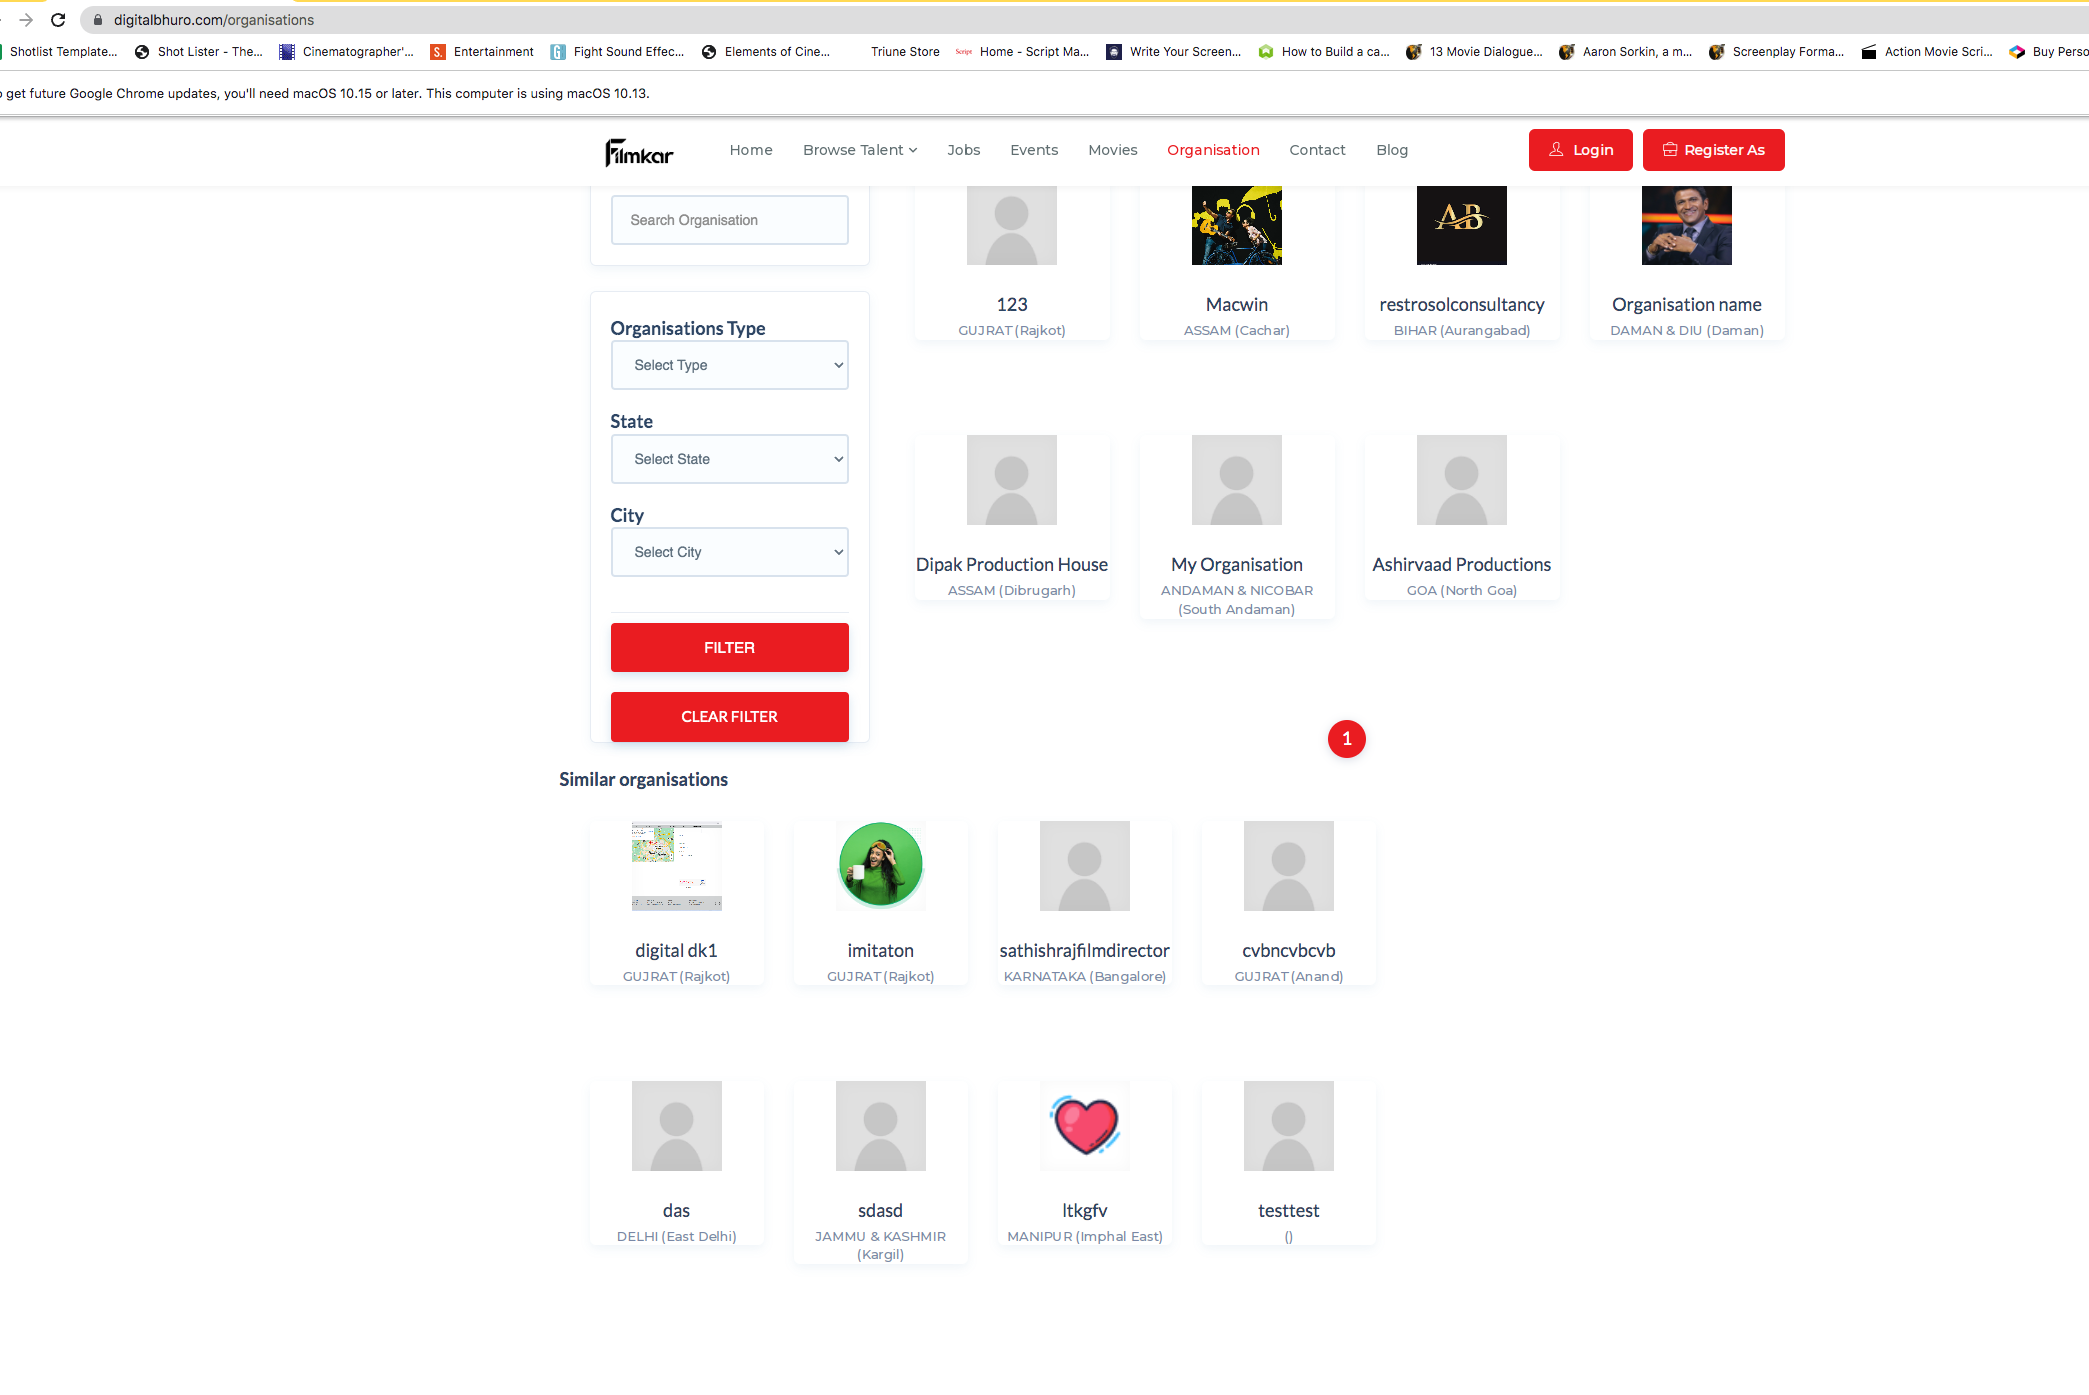 digitalbhuro.com/organisations
Shotlist Template... Shot Lister - The... Cinematographer'... Entertainment Fight Sound Effec... Elements of Cine... Triune Store Home - Script Ma... Write Your Screen... How to Build a ca... 13 Movie Dialogue... Aaron Sorkin, a m... Screenplay Forma... Action Movie Scri... Buy Perso
get future Google Chrome updates, you'll need macOS 10.15 or later. This computer is using macOS 10.13.
Filmkar Home Browse Talent Jobs Events Movies Organisation Contact Blog Login Register As
Search Organisation
Organisations Type
Select Type
State
Select State
City
Select City
FILTER
CLEAR FILTER
AB
123 Macwin restrosolconsultancy Organisation name
GUJRAT (Rajkot) ASSAM (Cachar) BIHAR (Aurangabad) DAMAN & DIU (Daman)
Dipak Production House My Organisation Ashirvaad Productions
ASSAM (Dibrugarh) ANDAMAN & NICOBAR GOA (North Goa)
(South Andaman)
1
Similar organisations
digital dk1 imitaton sathishrajfilmdirector cvbncvbcvb
GUJRAT (Rajkot) GUJRAT (Rajkot) KARNATAKA (Bangalore) GUJRAT (Anand)
das sdasd ltkgfv testtest
DELHI (East Delhi) JAMMU & KASHMIR MANIPUR (Imphal East) ()
(Kargil)